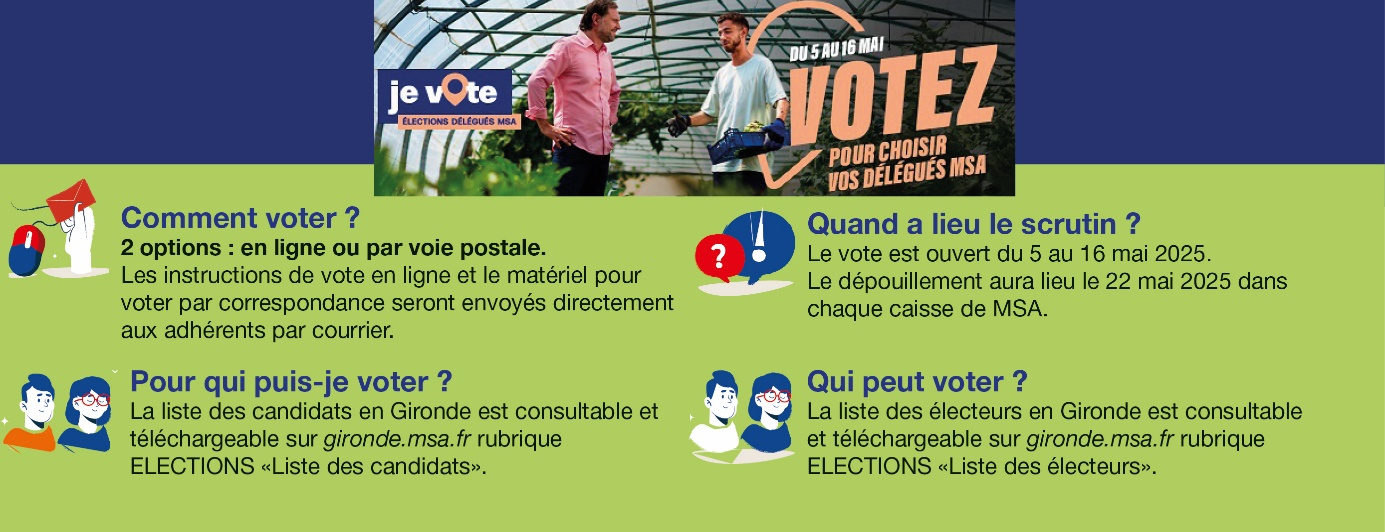 je vote
ÉLECTIONS DÉLÉGUÉS MSA
DU 5 AU 16 MAI
VOTEZ
POUR CHOISIR
VOS DÉLÉGUÉS MSA
Comment voter ?
2 options : en ligne ou par voie postale.
Les instructions de vote en ligne et le matériel pour
voter par correspondance seront envoyés directement
aux adhérents par courrier.
Quand a lieu le scrutin ?
Le vote est ouvert du 5 au 16 mai 2025.
Le dépouillement aura lieu le 22 mai 2025 dans
chaque caisse de MSA.
Pour qui puis-je voter ?
La liste des candidats en Gironde est consultable et
téléchargeable sur gironde.msa.fr rubrique
ELECTIONS «Liste des candidats».
Qui peut voter ?
La liste des électeurs en Gironde est consultable
et téléchargeable sur gironde.msa.fr rubrique
ELECTIONS «Liste des électeurs».